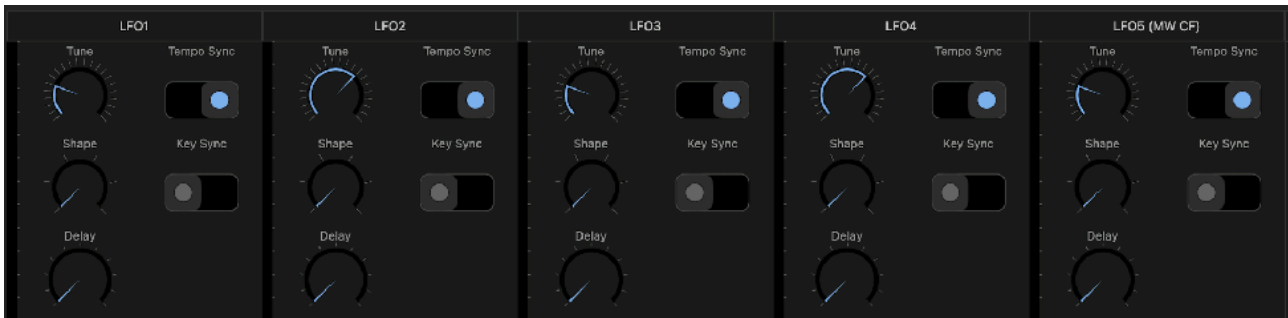 LFO1 LFO2 LFO3 LFO4 LFO5 (MW CF)
Tune Tempo Sync Tune Tempo Sync Tune Tempo Sync Tune Tempo Sync Tune Tempo Sync
Shape Key Sync Shape Key Sync Shape Key Sync Shape Key Sync Shape Key Sync
Delay Delay Delay Delay Delay